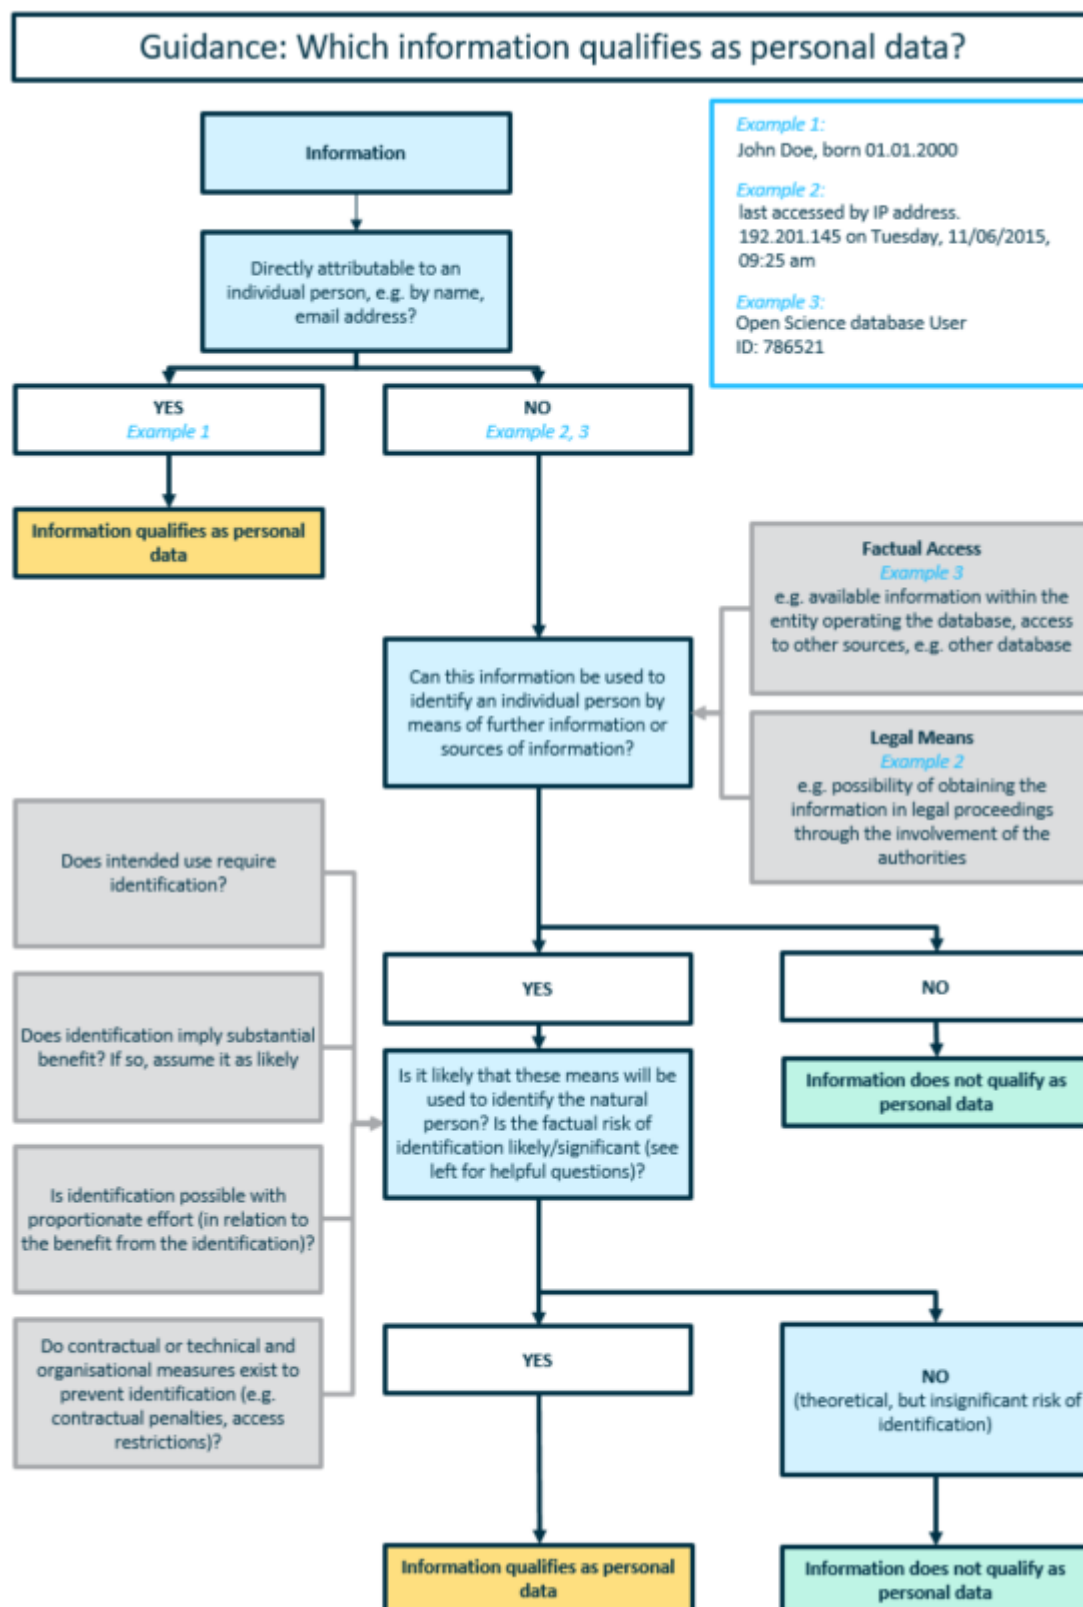 Guidance: Which information qualifies as personal data?
Information
Example 1:
John Doe, born 01.01.2000
Example 2:
last accessed by IP address.
192.201.145 on Tuesday, 11/06/2015,
09:25 am
Example 3:
Open Science database User
ID: 786521
Directly attributable to an
individual person, e.g. by name,
email address?
YES
Example 1
NO
Example 2, 3
Information qualifies as personal
data
Factual Access
Example 3
e.g. available information within the
entity operating the database, access
to other sources, e.g. other database
Can this information be used to
identify an individual person by
means of further information or
sources of information?
Legal Means
Example 2
e.g. possibility of obtaining the
information in legal proceedings
through the involvement of the
authorities
Does intended use require
identification?
YES
NO
Does identification imply substantial
benefit? If so, assume it as likely
Is it likely that these means will be
used to identify the natural
person? Is the factual risk of
identification likely/significant (see
left for helpful questions)?
Information does not qualify as
personal data
Is identification possible with
proportionate effort (in relation to
the benefit from the identification)?
Do contractual or technical and
organisational measures exist to
prevent identification (e.g.
contractual penalties, access
restrictions)?
YES
NO
(theoretical, but insignificant risk of
identification)
Information qualifies as personal
data
Information does not qualify as
personal data